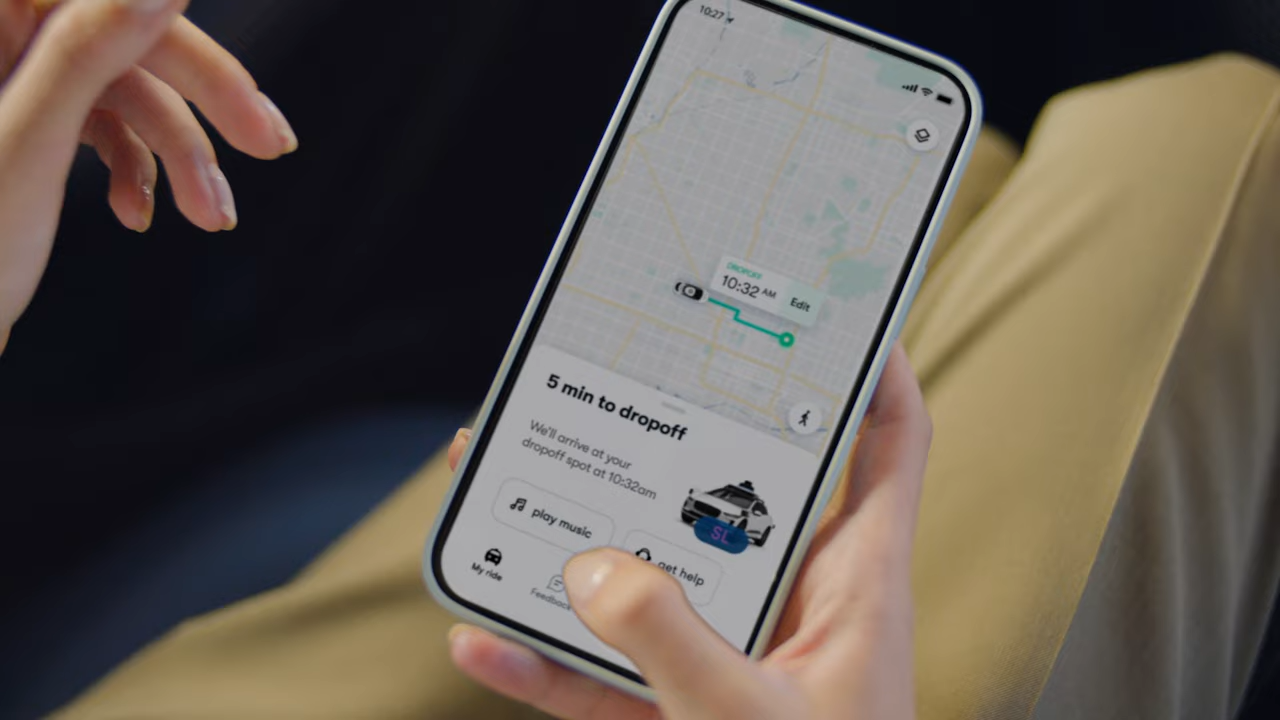 10:27
DROPOFF
10:32 AM
Edit
5 min to dropoff
We'll arrive at your
dropoff spot at 10:32am
SL
play music
get help
My ride
Feedback